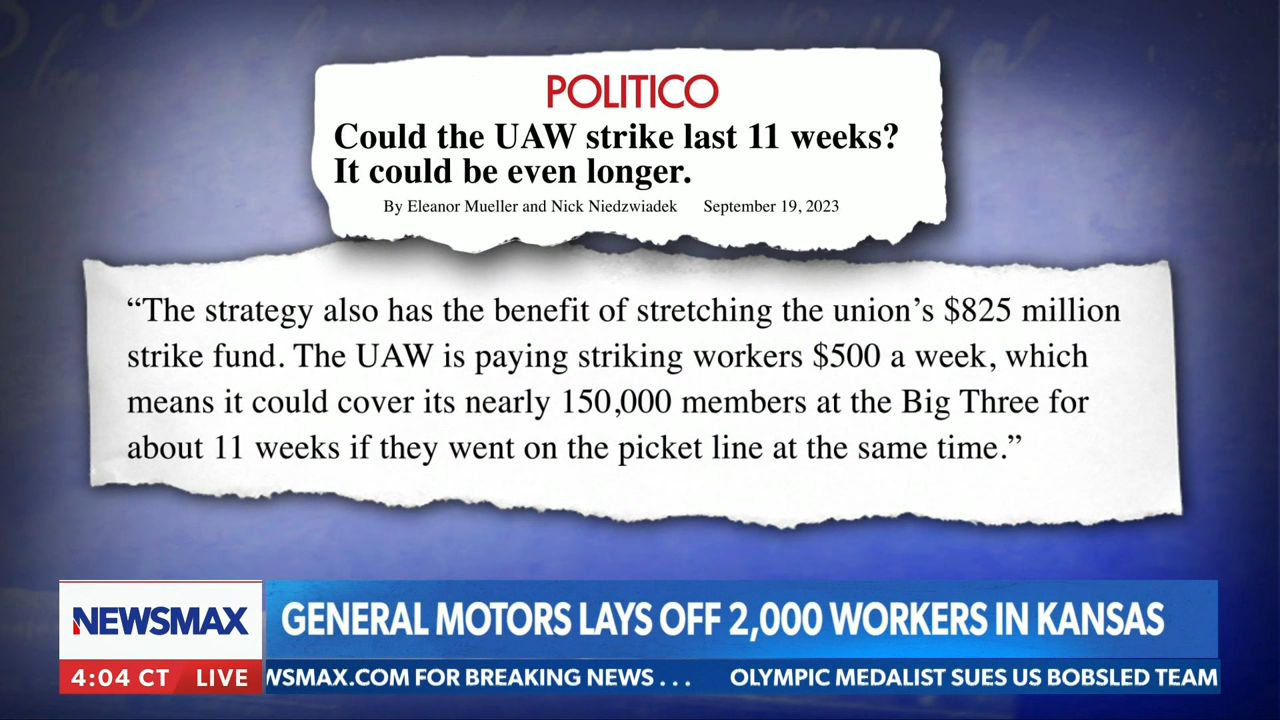 POLITICO
Could the UAW strike last 11 weeks?
It could be even longer.
By Eleanor Mueller and Nick Niedzwiadek September 19, 2023
“The strategy also has the benefit of stretching the union’s $825 million
strike fund. The UAW is paying striking workers $500 a week, which
means it could cover its nearly 150,000 members at the Big Three for
about 11 weeks if they went on the picket line at the same time.”
NEWSMAX
GENERAL MOTORS LAYS OFF 2,000 WORKERS IN KANSAS
4:04 CT LIVE
WSMAX.COM FOR BREAKING NEWS . . . OLYMPIC MEDALIST SUES US BOBSLED TEAM